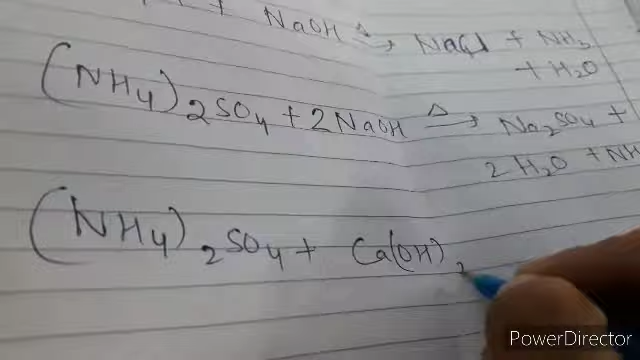 + NaOH △→ NaCl + NH3
+ H2O
(NH4)2SO4 + 2NaOH △→ Na2SO4 +
2H2O + NH
(NH4)2SO4 + Ca(OH)2
PowerDirector